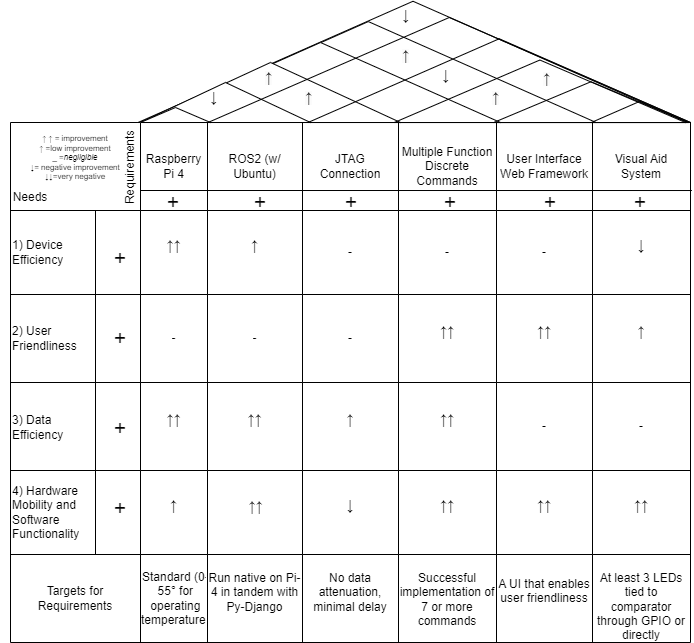 ↓
↑
↑ ↓ ↑
↓ ↑ ↑
↑ ↑ = improvement
↑ =low improvement
_ =negligible
↓= negative improvement
↓↓=very negative
Needs
Requirements
Raspberry
Pi 4
ROS2 (w/
Ubuntu)
JTAG
Connection
Multiple Function
Discrete
Commands
User Interface
Web Framework
Visual Aid
System
+ + + + + +
1) Device
Efficiency
+ ↑↑ ↑ - - - ↓
2) User
Friendliness
+ - - - ↑↑ ↑↑ ↑
3) Data
Efficiency
+ ↑↑ ↑↑ ↑ ↑↑ - -
4) Hardware
Mobility and
Software
Functionality
+ ↑ ↑↑ ↓ ↑↑ ↑↑ ↑↑
Targets for
Requirements
Standard (0-
55° for
operating
temperature
Run native on Pi-
4 in tandem with
Py-Django
No data
attenuation,
minimal delay
Successful
implementation of
7 or more
commands
A UI that enables
user friendliness
At least 3 LEDs
tied to
comparator
through GPIO or
directly